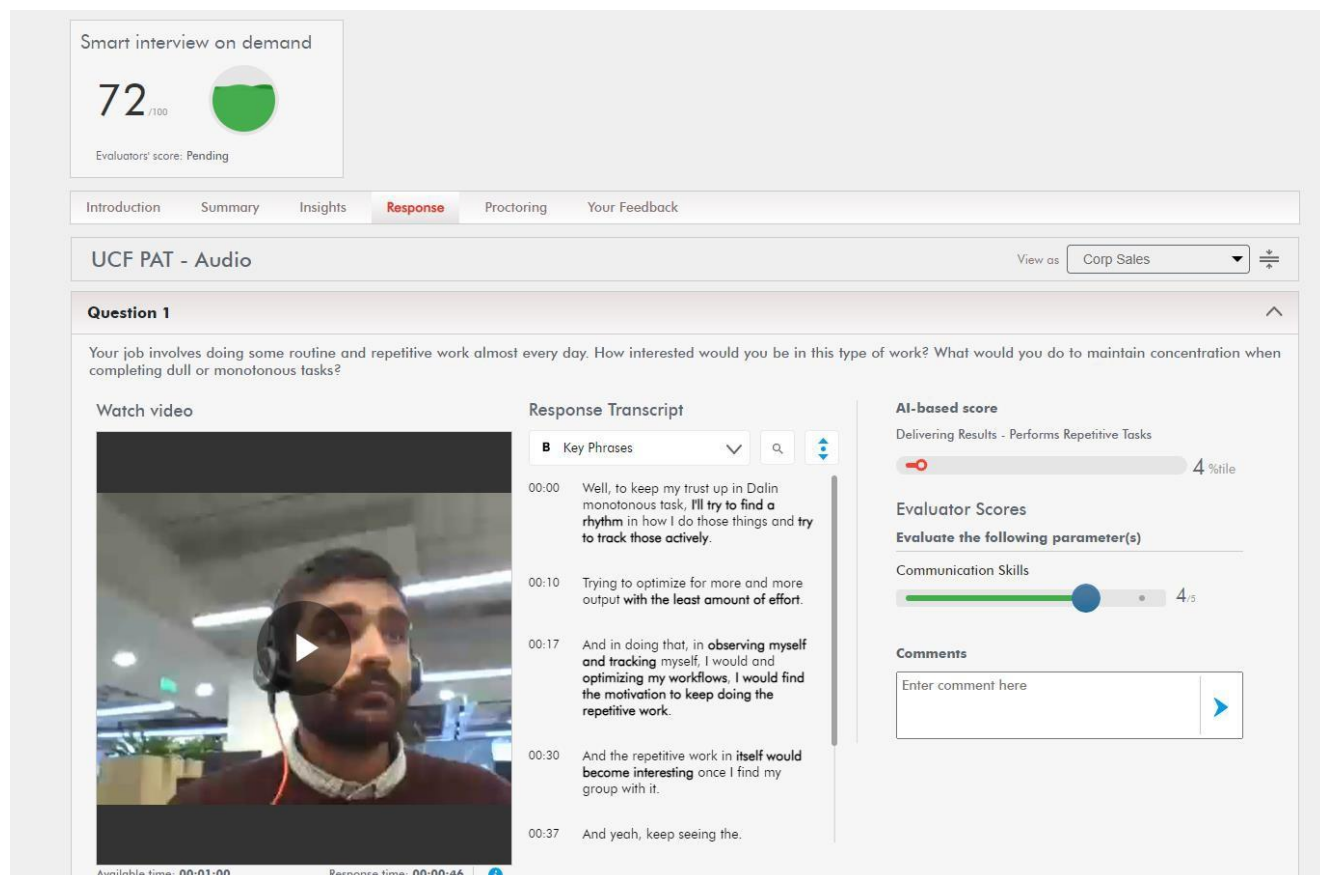 Smart interview on demand
72 /100
Evaluators' score: Pending
Introduction Summary Insights Response Proctoring Your Feedback
UCF PAT - Audio
View as Corp Sales
Question 1
Your job involves doing some routine and repetitive work almost every day. How interested would you be in this type of work? What would you do to maintain concentration when
completing dull or monotonous tasks?
Watch video
Response Transcript
B Key Phrases
00:00 Well, to keep my trust up in Dalin
monotonous task, I'll try to find a
rhythm in how I do those things and try
to track those actively.
00:10 Trying to optimize for more and more
output with the least amount of effort.
00:17 And in doing that, in observing myself
and tracking myself, I would and
optimizing my workflows, I would find
the motivation to keep doing the
repetitive work.
00:30 And the repetitive work in itself would
become interesting once I find my
group with it.
00:37 And yeah, keep seeing the.
Available time: 00:01:00 Response time: 00:00:46
AI-based score
Delivering Results - Performs Repetitive Tasks
4 %tile
Evaluator Scores
Evaluate the following parameter(s)
Communication Skills
4/5
Comments
Enter comment here